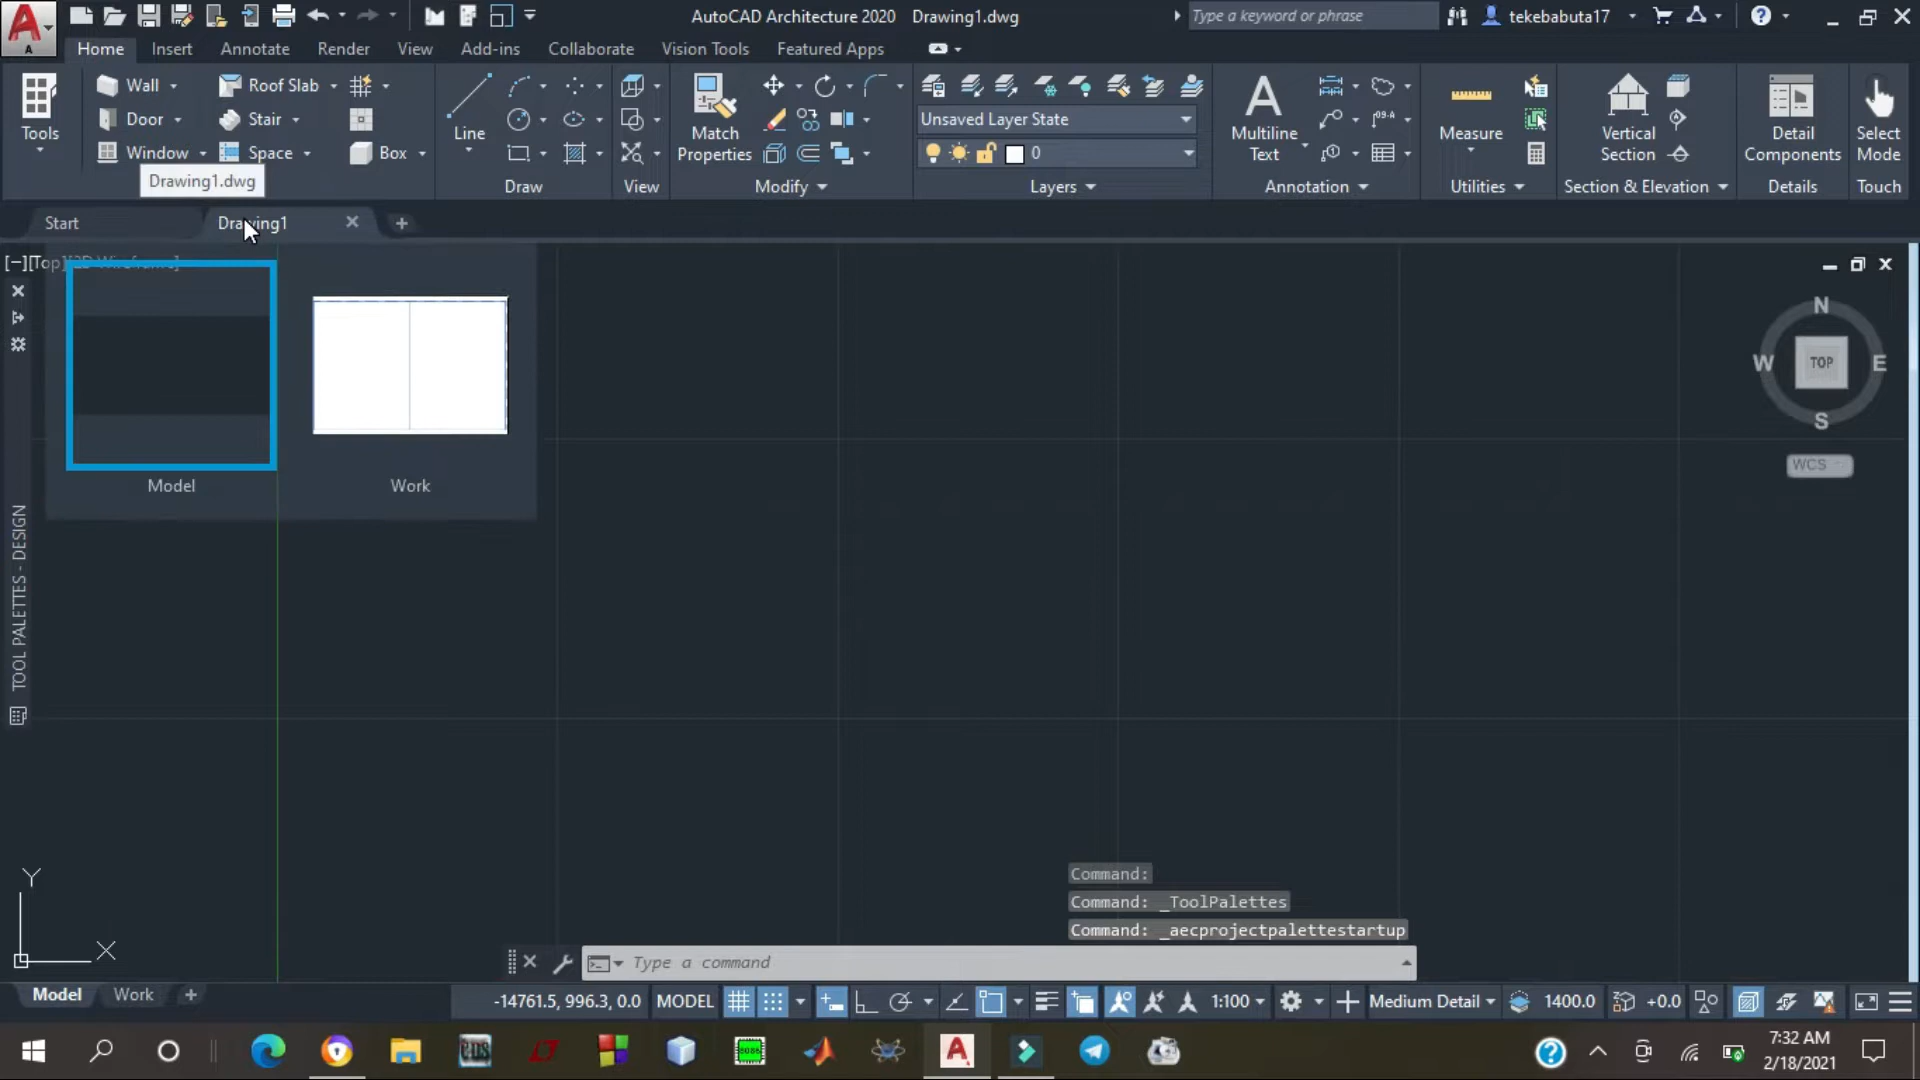 AutoCAD Architecture 2020 Drawing1.dwg
Type a keyword or phrase
tekebabuta17
A
Home Insert Annotate Render View Add-ins Collaborate Vision Tools Featured Apps
Tools
Wall Roof Slab
Door Stair
Window Space Box
Line
Draw
View
Match
Properties
Modify
Unsaved Layer State
0
Layers
Multiline
Text
Annotation
Measure
Utilities
Vertical
Section
Section & Elevation
Detail
Components
Details
Select
Mode
Touch
Drawing1.dwg
Start Drawing1
[−][Top][2D Wireframe]
Model Work
N
W TOP E
S
WCS
TOOL PALETTES - DESIGN
Y
X
Command:
Command: _ToolPalettes
Command: _aecprojectpalettestartup
Type a command
Model Work
-14761.5, 996.3, 0.0 MODEL 1:100 Medium Detail 1400.0 +0.0
7:32 AM
2/18/2021